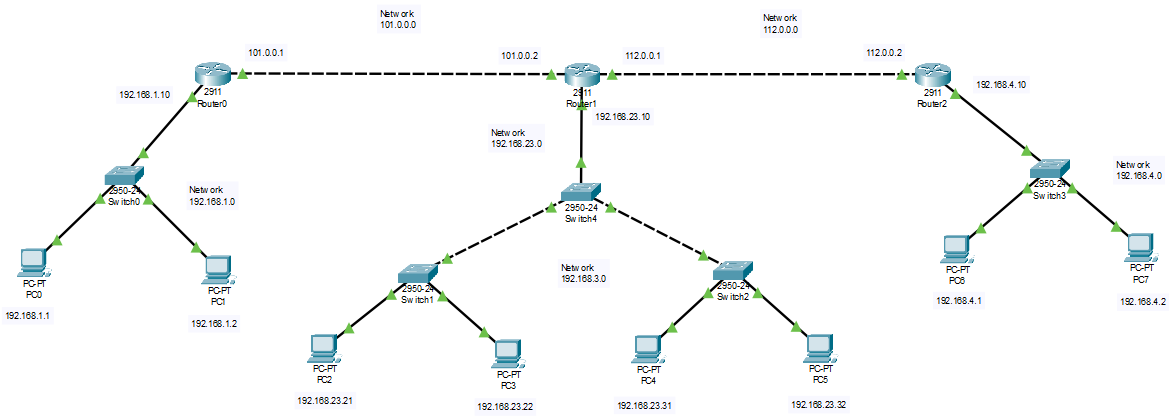 Network
101.0.0.0
Network
112.0.0.0
101.0.0.1
101.0.0.2
112.0.0.1
112.0.0.2
2911
Router0
2911
Router1
2911
Router2
192.168.1.10
192.168.23.10
192.168.4.10
Network
192.168.23.0
2950-24
Switch0
Network
192.168.1.0
2950-24
Switch4
2950-24
Switch3
Network
192.168.4.0
Network
192.168.3.0
2950-24
Switch1
2950-24
Switch2
PC-PT
PC0
PC-PT
PC1
PC-PT
PC6
PC-PT
PC7
192.168.1.1
192.168.1.2
192.168.4.1
192.168.4.2
PC-PT
PC2
PC-PT
PC3
PC-PT
PC4
PC-PT
PC5
192.168.23.21
192.168.23.22
192.168.23.31
192.168.23.32